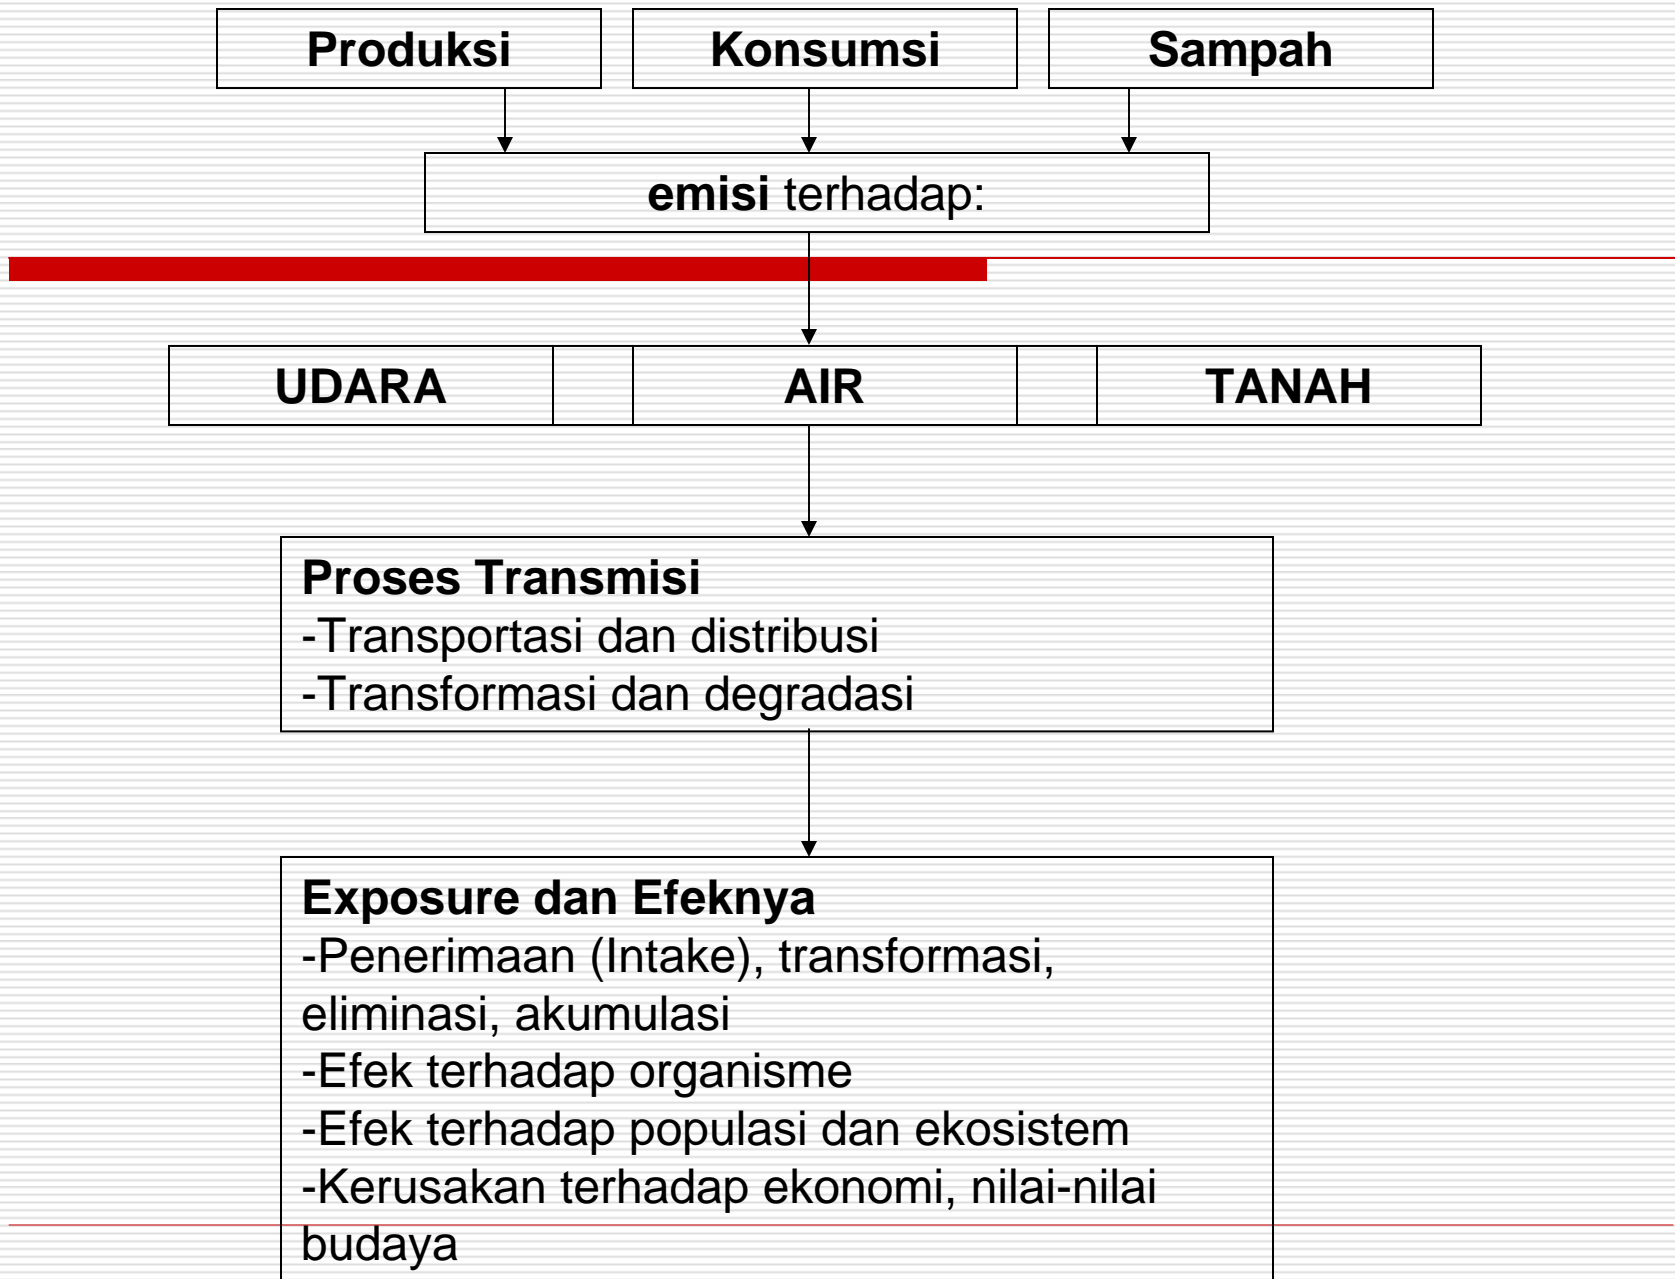 Produksi
Konsumsi
Sampah
emisi terhadap:
UDARA
AIR
TANAH
Proses Transmisi
-Transportasi dan distribusi
-Transformasi dan degradasi
Exposure dan Efeknya
-Penerimaan (Intake), transformasi,
eliminasi, akumulasi
-Efek terhadap organisme
-Efek terhadap populasi dan ekosistem
-Kerusakan terhadap ekonomi, nilai-nilai
budaya